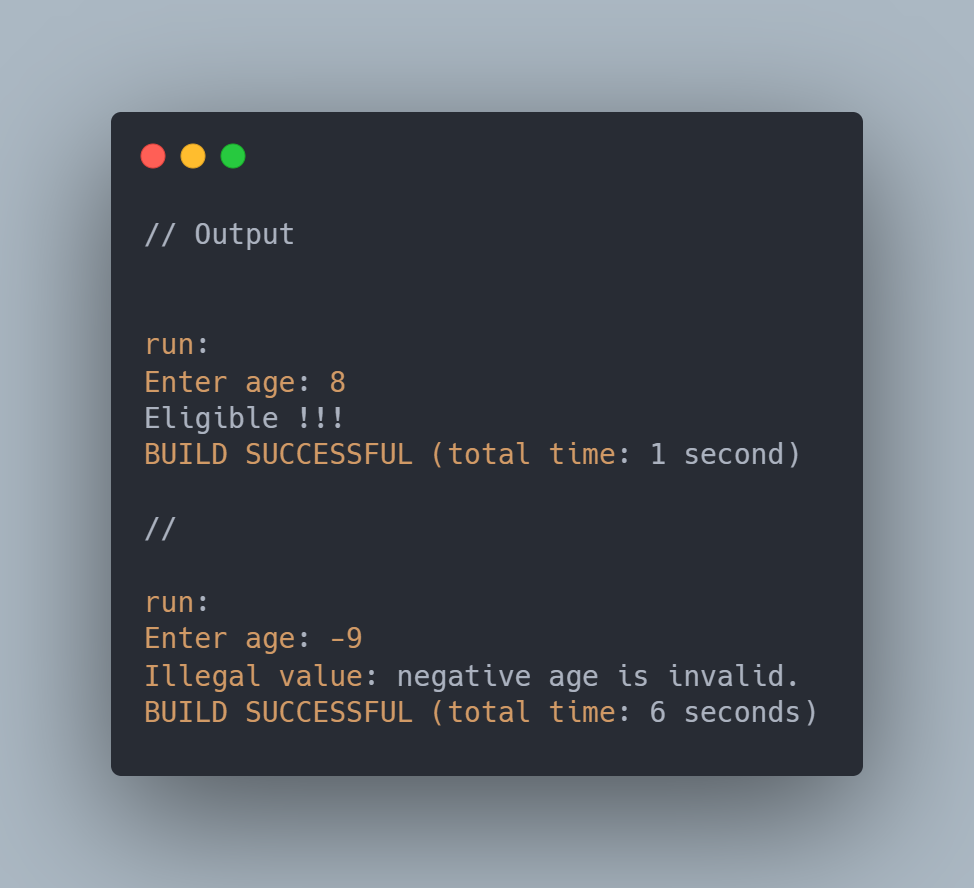 // Output
run:
Enter age: 8
Eligible !!!
BUILD SUCCESSFUL (total time: 1 second)
//
run:
Enter age: -9
Illegal value: negative age is invalid.
BUILD SUCCESSFUL (total time: 6 seconds)